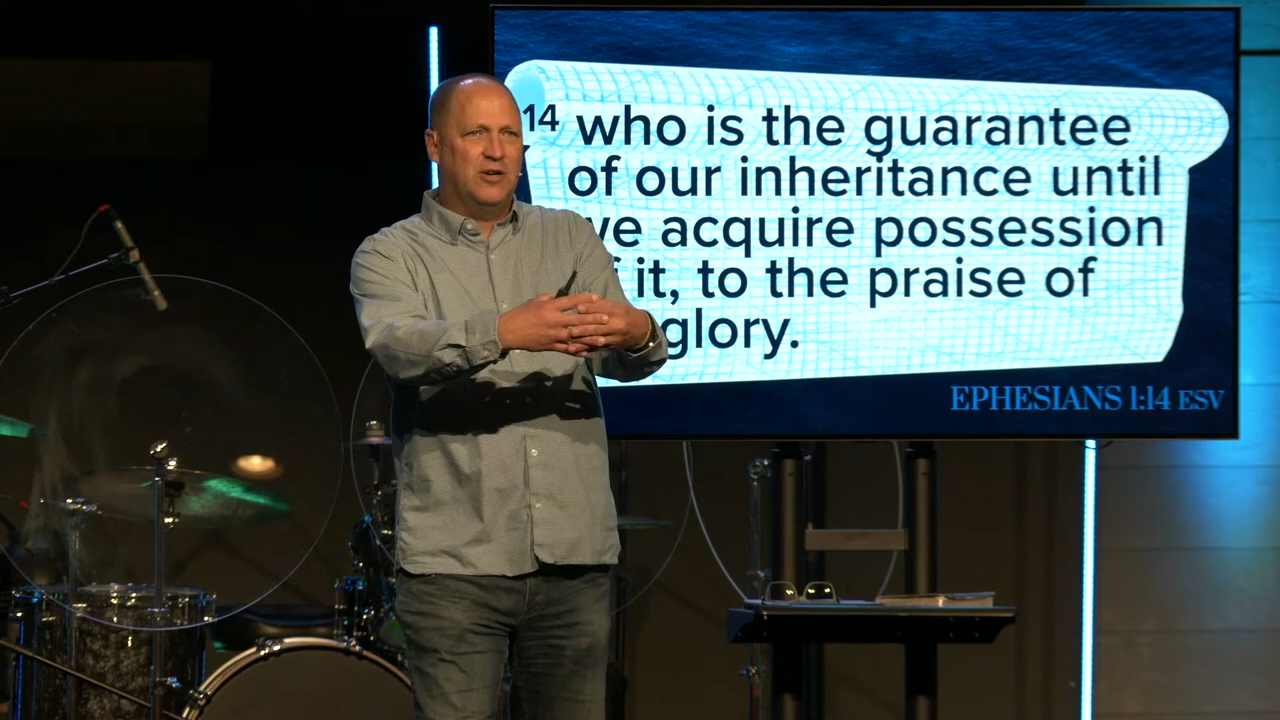 14 who is the guarantee
of our inheritance until
acquire possession
it, to the praise of
glory.
EPHESIANS 1:14 ESV